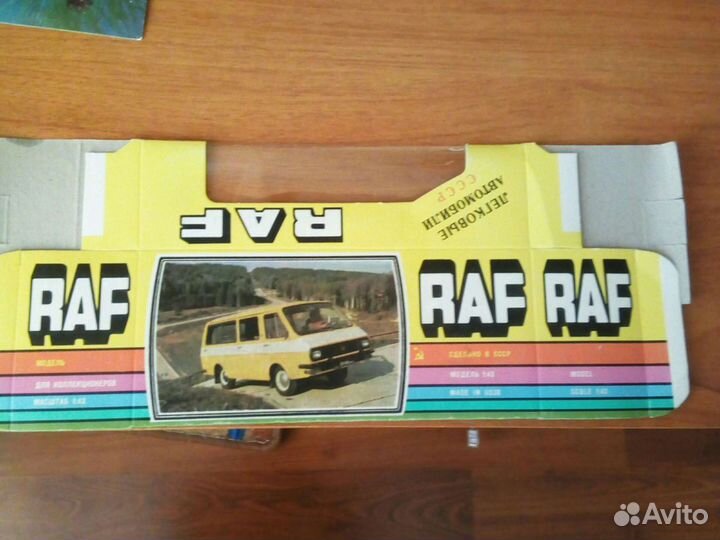 ЛЕГКОВЫЕ
АВТОМОБИЛИ
СССР
RAF
RAF
МОДЕЛЬ
ДЛЯ КОЛЛЕКЦИОНЕРОВ
МАСШТАБ 1:43
RAF
СДЕЛАНО В СССР
МОДЕЛЬ 1:43
MADE IN USSR
RAF
MODEL
SCALE 1:43
Avito